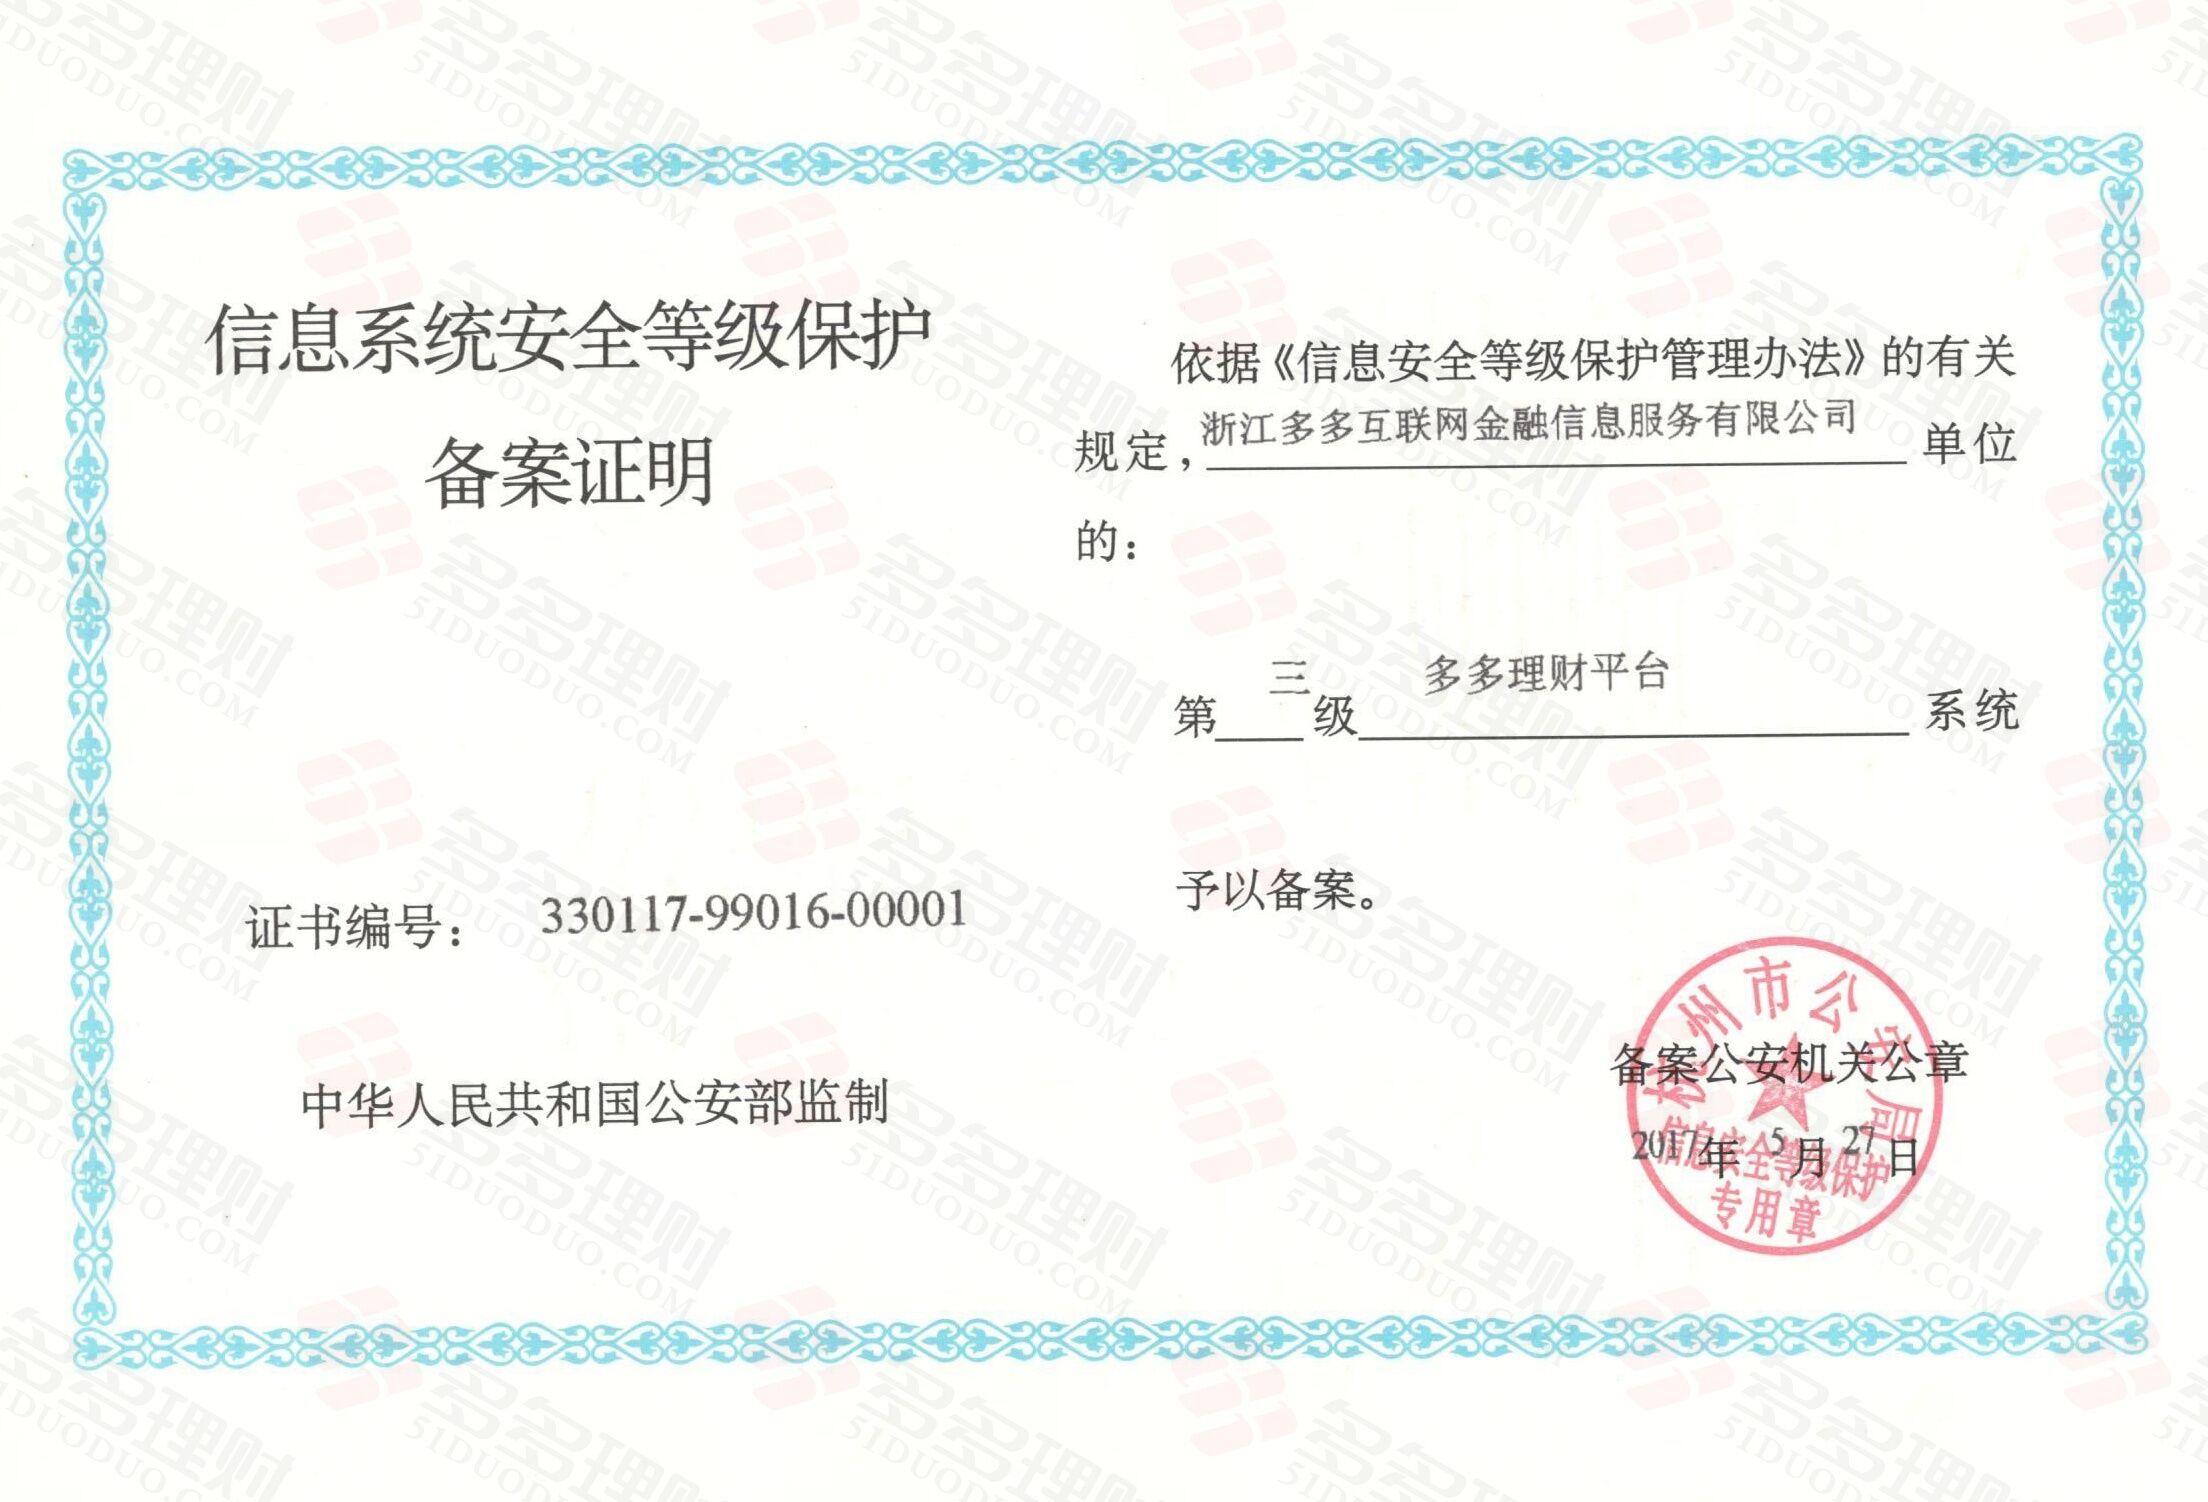 信息系统安全等级保护
备案证明
证书编号： 330117-99016-00001
中华人民共和国公安部监制
依据《信息安全等级保护管理办法》的有关
规定，浙江多多互联网金融信息服务有限公司单位
的：
第三级多多理财平台系统
予以备案。
备案公安机关公章
2017年5月27日
杭州市公安局
信息安全等级保护
专用章
多多理财
51DUODUO.COM